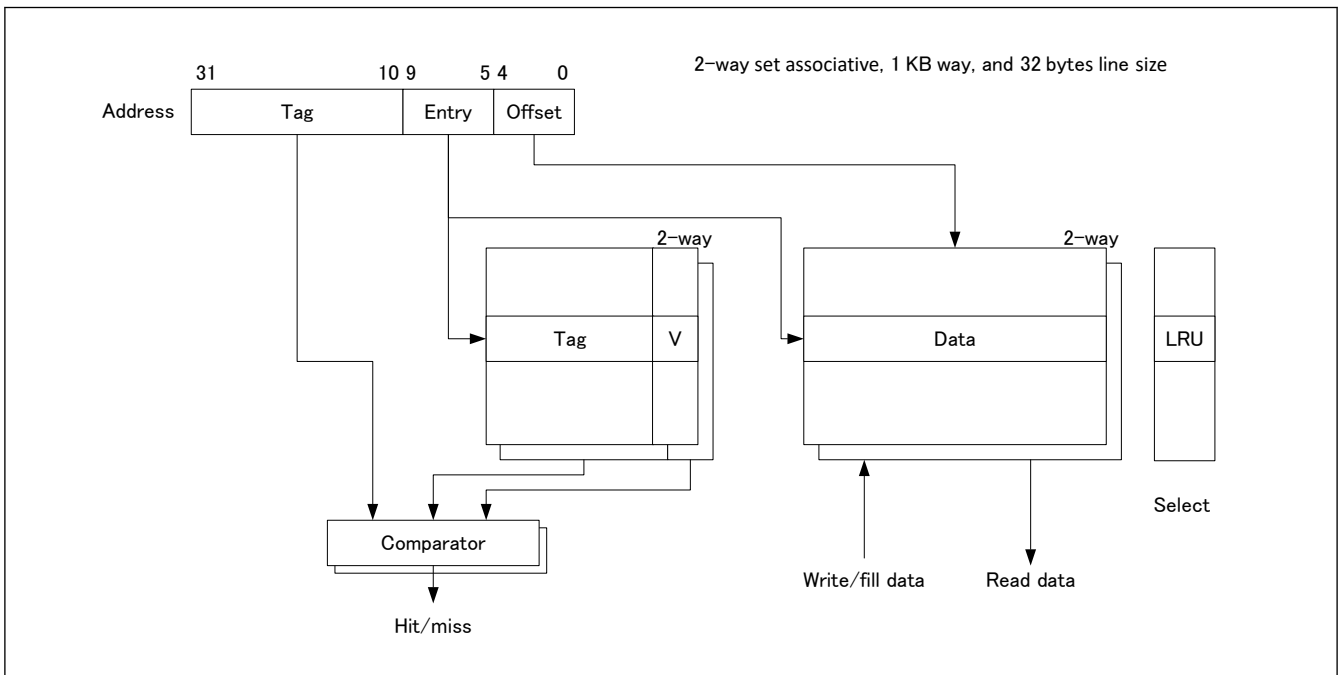 2-way set associative, 1 KB way, and 32 bytes line size
31 10 9 5 4 0
Address Tag Entry Offset
2-way 2-way
Tag V Data LRU
Select
Comparator
Write/fill data Read data
Hit/miss